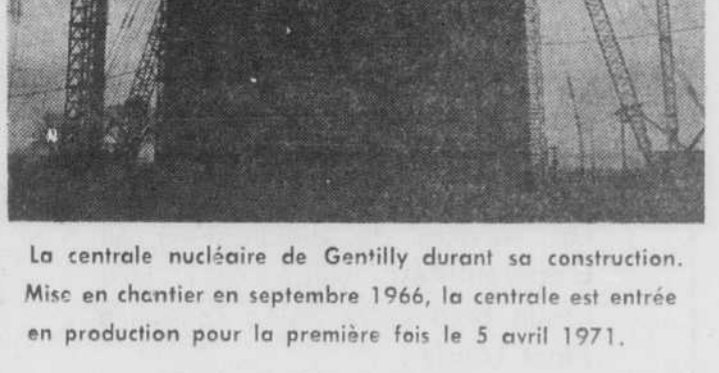 La centrale nucléaire de Gentilly durant sa construction.
Mise en chantier en septembre 1966, la centrale est entrée
en production pour la première fois le 5 avril 1971.